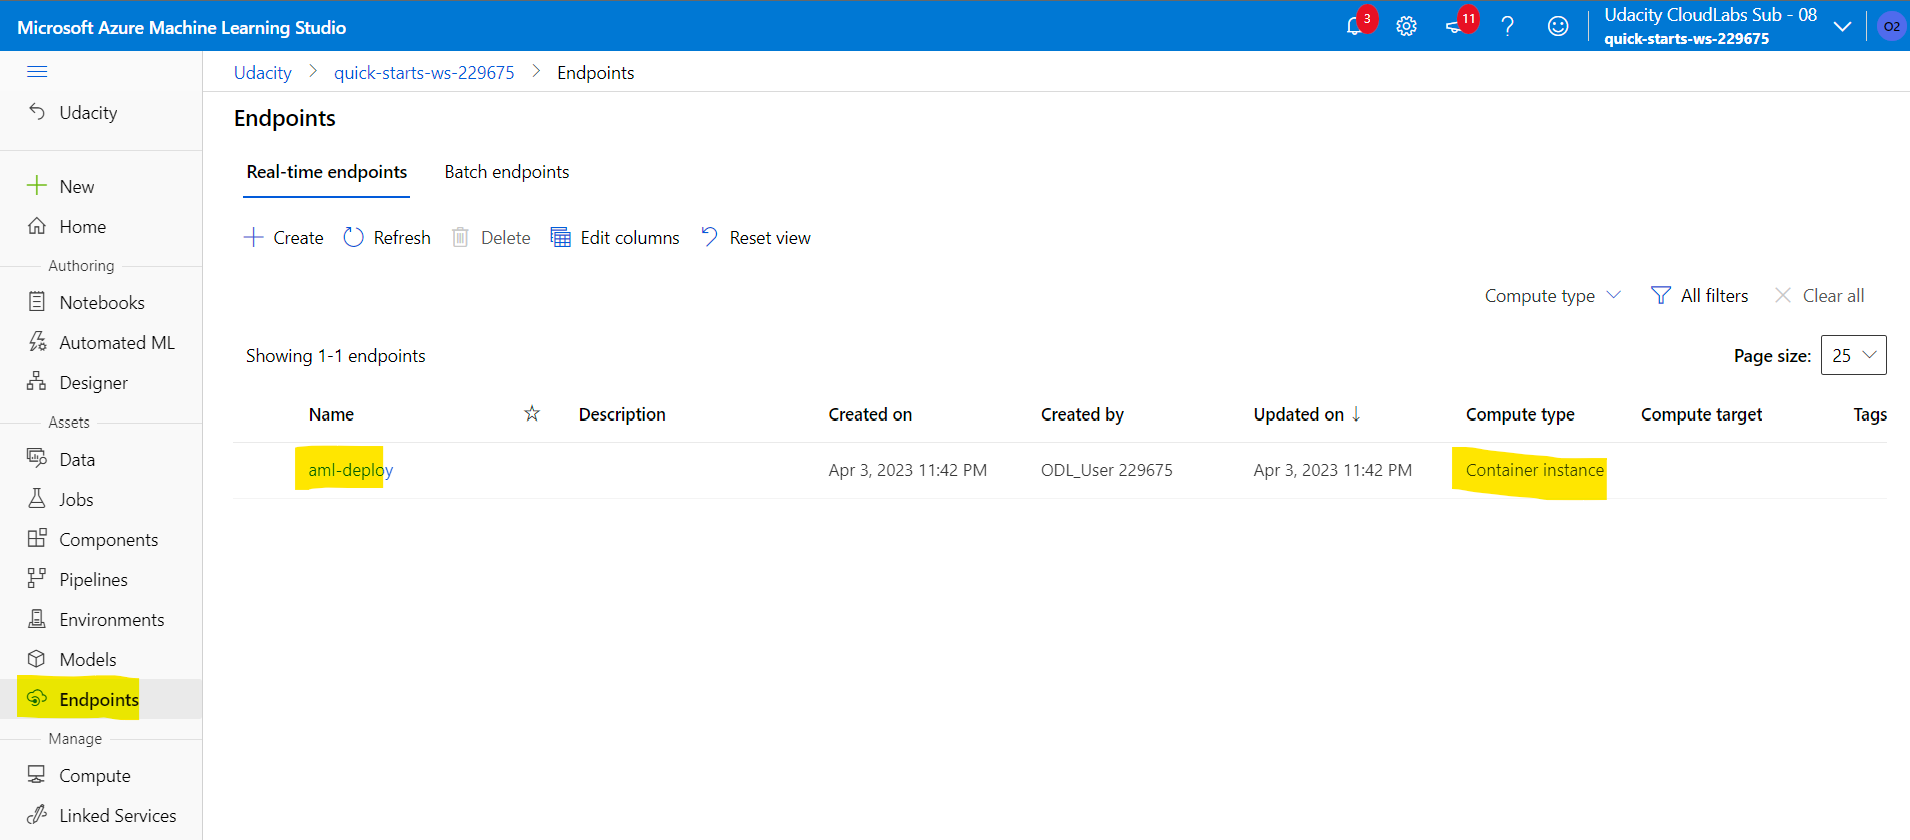 Microsoft Azure Machine Learning Studio
3
11
Udacity CloudLabs Sub - 08
quick-starts-ws-229675
O2
Udacity
New
Home
Authoring
Notebooks
Automated ML
Designer
Assets
Data
Jobs
Components
Pipelines
Environments
Models
Endpoints
Manage
Compute
Linked Services
Udacity > quick-starts-ws-229675 > Endpoints
Endpoints
Real-time endpoints Batch endpoints
Create Refresh Delete Edit columns Reset view
Compute type All filters Clear all
Showing 1-1 endpoints Page size: 25
Name Description Created on Created by Updated on ↓ Compute type Compute target Tags
aml-deploy Apr 3, 2023 11:42 PM ODL_User 229675 Apr 3, 2023 11:42 PM Container instance